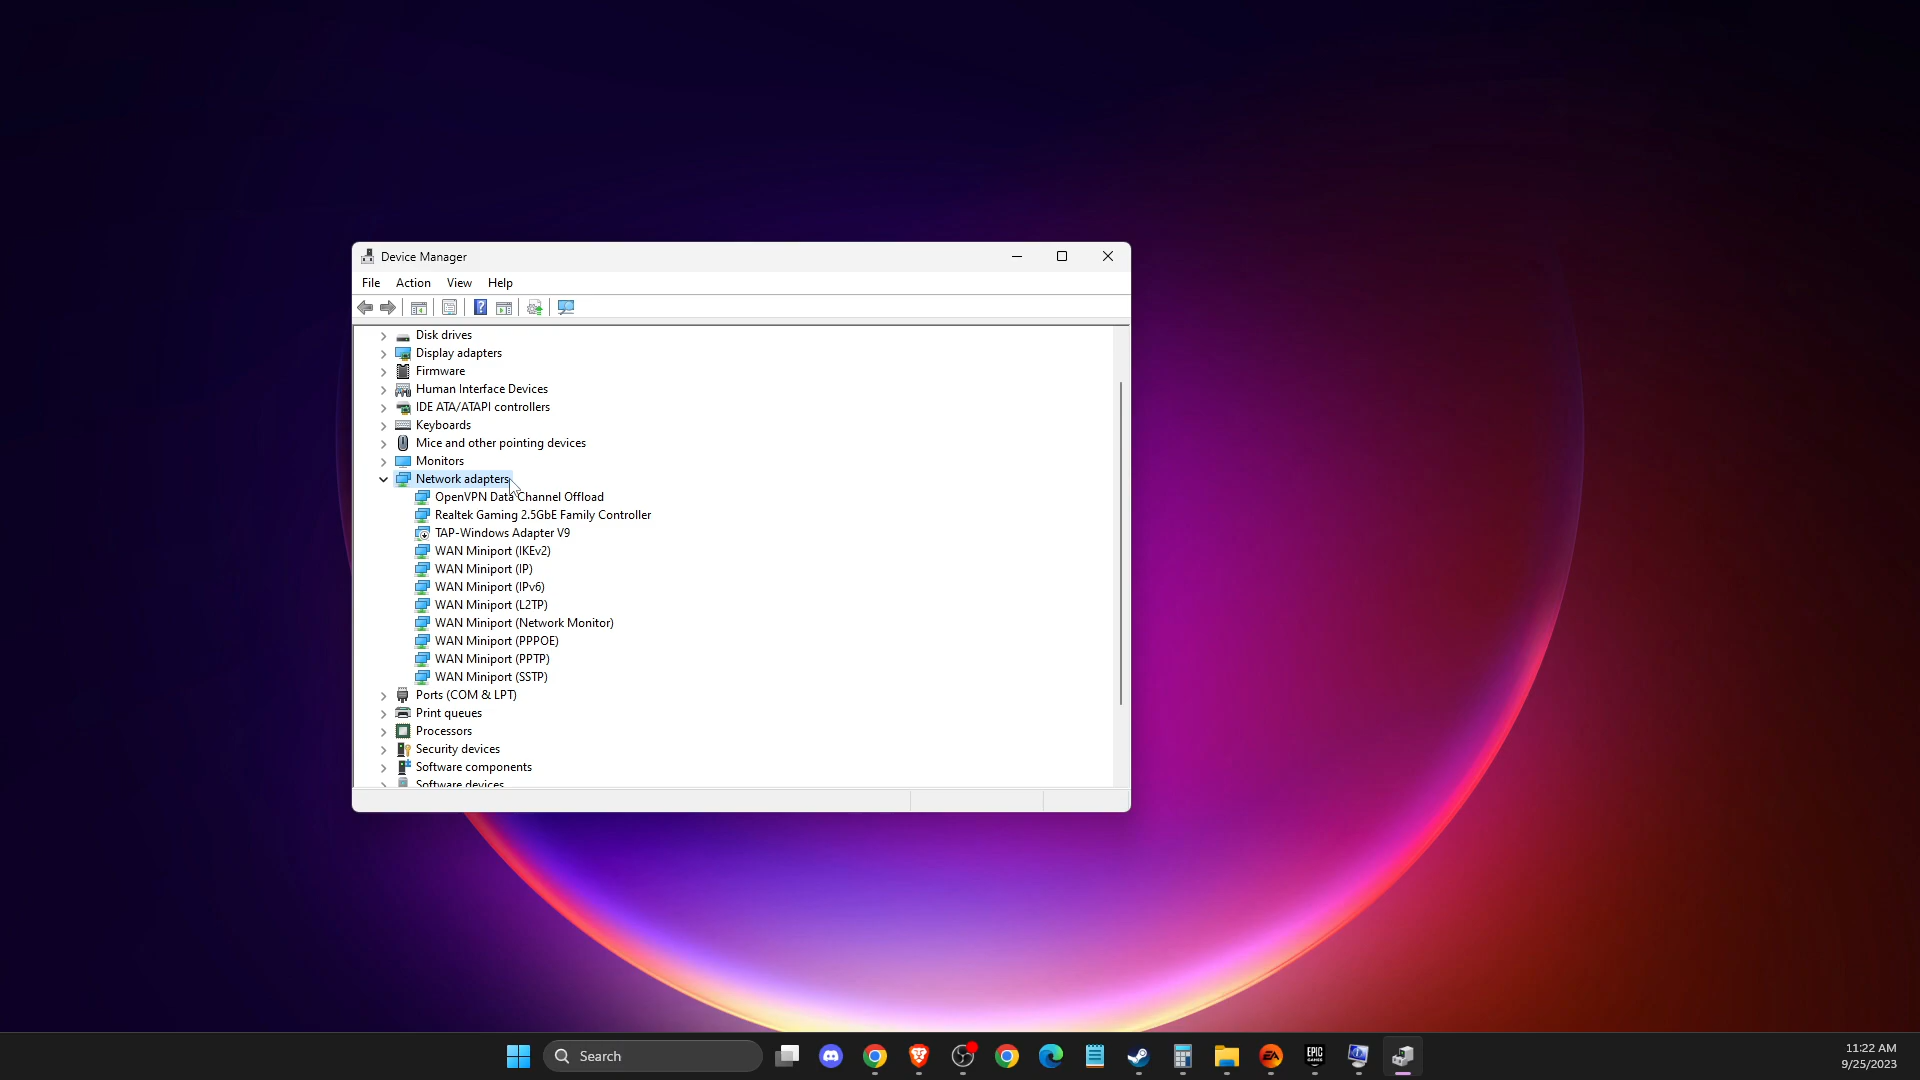 Device Manager
File Action View Help
Disk drives
Display adapters
Firmware
Human Interface Devices
IDE ATA/ATAPI controllers
Keyboards
Mice and other pointing devices
Monitors
Network adapters
OpenVPN Data Channel Offload
Realtek Gaming 2.5GbE Family Controller
TAP-Windows Adapter V9
WAN Miniport (IKEv2)
WAN Miniport (IP)
WAN Miniport (IPv6)
WAN Miniport (L2TP)
WAN Miniport (Network Monitor)
WAN Miniport (PPPOE)
WAN Miniport (PPTP)
WAN Miniport (SSTP)
Ports (COM & LPT)
Print queues
Processors
Security devices
Software components
Software devices
Search
EA
EPIC
GAMES
11:22 AM
9/25/2023